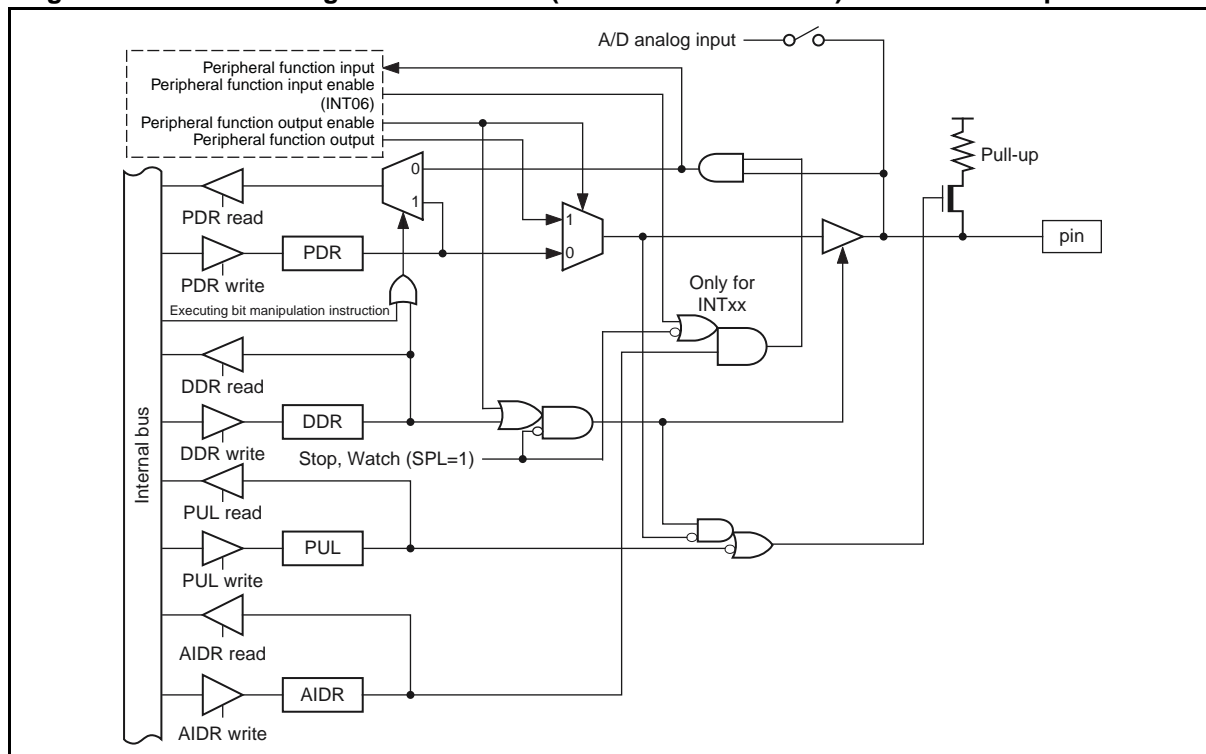 A/D analog input
Peripheral function input
Peripheral function input enable
(INT06)
Peripheral function output enable
Peripheral function output
Pull-up
0
1
PDR read
1
0
pin
PDR
PDR write
Only for
INTxx
Executing bit manipulation instruction
DDR read
DDR
DDR write
Stop, Watch (SPL=1)
Internal bus
PUL read
PUL
PUL write
AIDR read
AIDR
AIDR write